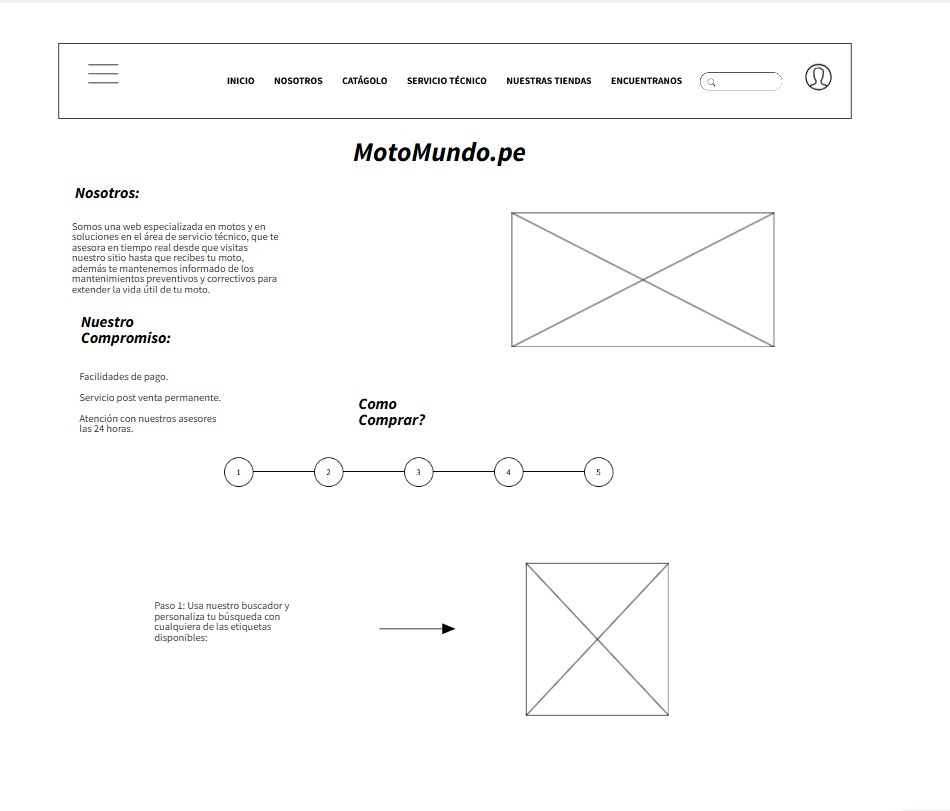 INICIO NOSOTROS CATÁGOLO SERVICIO TÉCNICO NUESTRAS TIENDAS ENCUENTRANOS
MotoMundo.pe
Nosotros:
Somos una web especializada en motos y en
soluciones en el área de servicio técnico, que te
asesora en tiempo real desde que visitas
nuestro sitio hasta que recibes tu moto,
además te mantenemos informado de los
mantenimientos preventivos y correctivos para
extender la vida útil de tu moto.
Nuestro
Compromiso:
Facilidades de pago.
Servicio post venta permanente.
Atención con nuestros asesores
las 24 horas.
Como
Comprar?
1 2 3 4 5
Paso 1: Usa nuestro buscador y
personaliza tu búsqueda con
cualquiera de las etiquetas
disponibles: